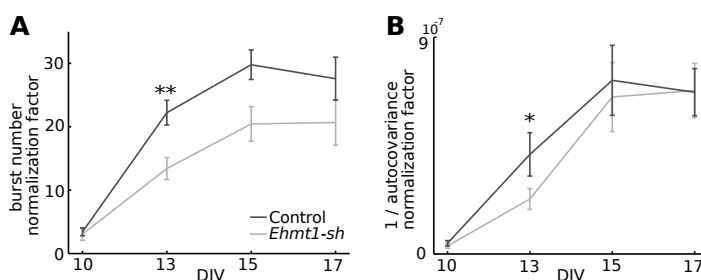 A
burst number
normalization factor
30
20
10
0
**
Control
Ehmt1-sh
10
13
15
17
DIV
B
1 / autocovariance
normalization factor
9
10
-7
0
*
10
13
15
17
DIV